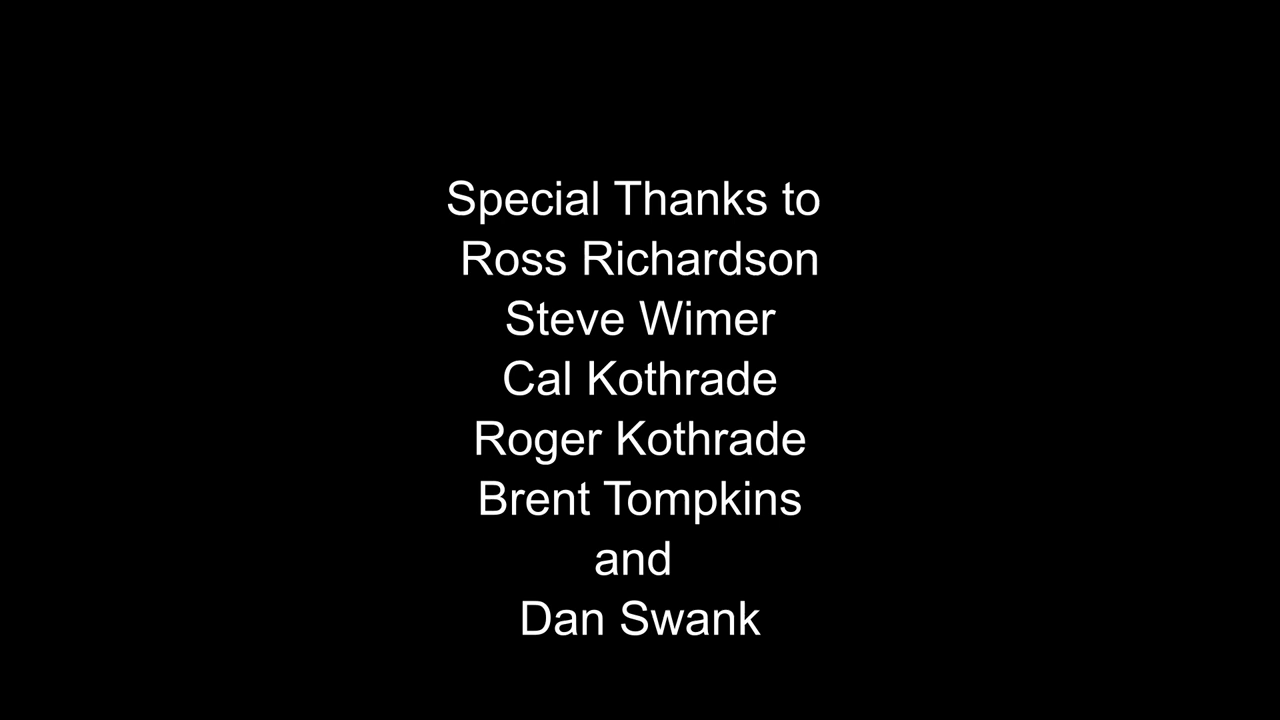 Special Thanks to
Ross Richardson
Steve Wimer
Cal Kothrade
Roger Kothrade
Brent Tompkins
and
Dan Swank